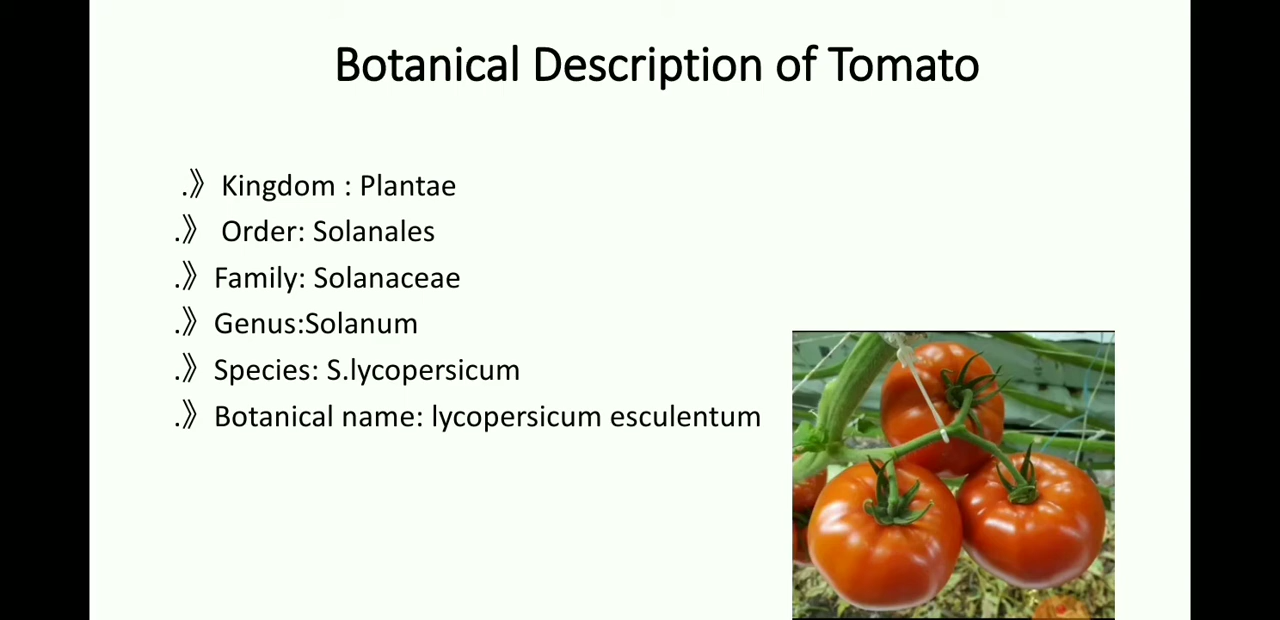 Botanical Description of Tomato
.》 Kingdom : Plantae
.》 Order: Solanales
.》 Family: Solanaceae
.》 Genus:Solanum
.》 Species: S.lycopersicum
.》 Botanical name: lycopersicum esculentum